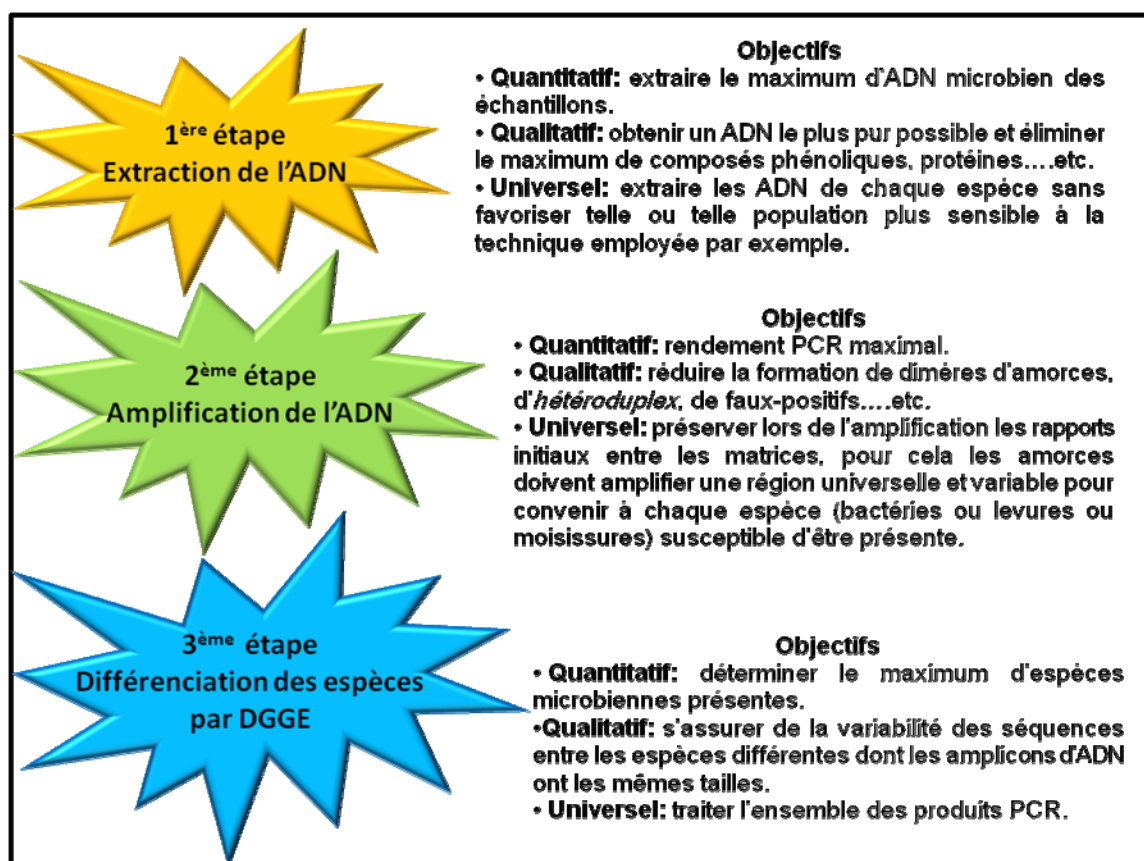 1ère étape
Extraction de l'ADN
Objectifs
• Quantitatif: extraire le maximum d'ADN microbien des
échantillons.
• Qualitatif: obtenir un ADN le plus pur possible et éliminer
le maximum de composés phénoliques, protéines....etc.
• Universel: extraire les ADN de chaque espèce sans
favoriser telle ou telle population plus sensible à la
technique employée par exemple.
2ème étape
Amplification de l'ADN
Objectifs
• Quantitatif: rendement PCR maximal.
• Qualitatif: réduire la formation de dimères d'amorces,
d'hétéroduplex, de faux-positifs....etc.
• Universel: préserver lors de l'amplification les rapports
initiaux entre les matrices, pour cela les amorces
doivent amplifier une région universelle et variable pour
convenir à chaque espèce (bactéries ou levures ou
moisissures) susceptible d'être présente.
3ème étape
Différenciation des espèces
par DGGE
Objectifs
• Quantitatif: déterminer le maximum d'espèces
microbiennes présentes.
•Qualitatif: s'assurer de la variabilité des séquences
entre les espèces différentes dont les amplicons d'ADN
ont les mêmes tailles.
• Universel: traiter l'ensemble des produits PCR.